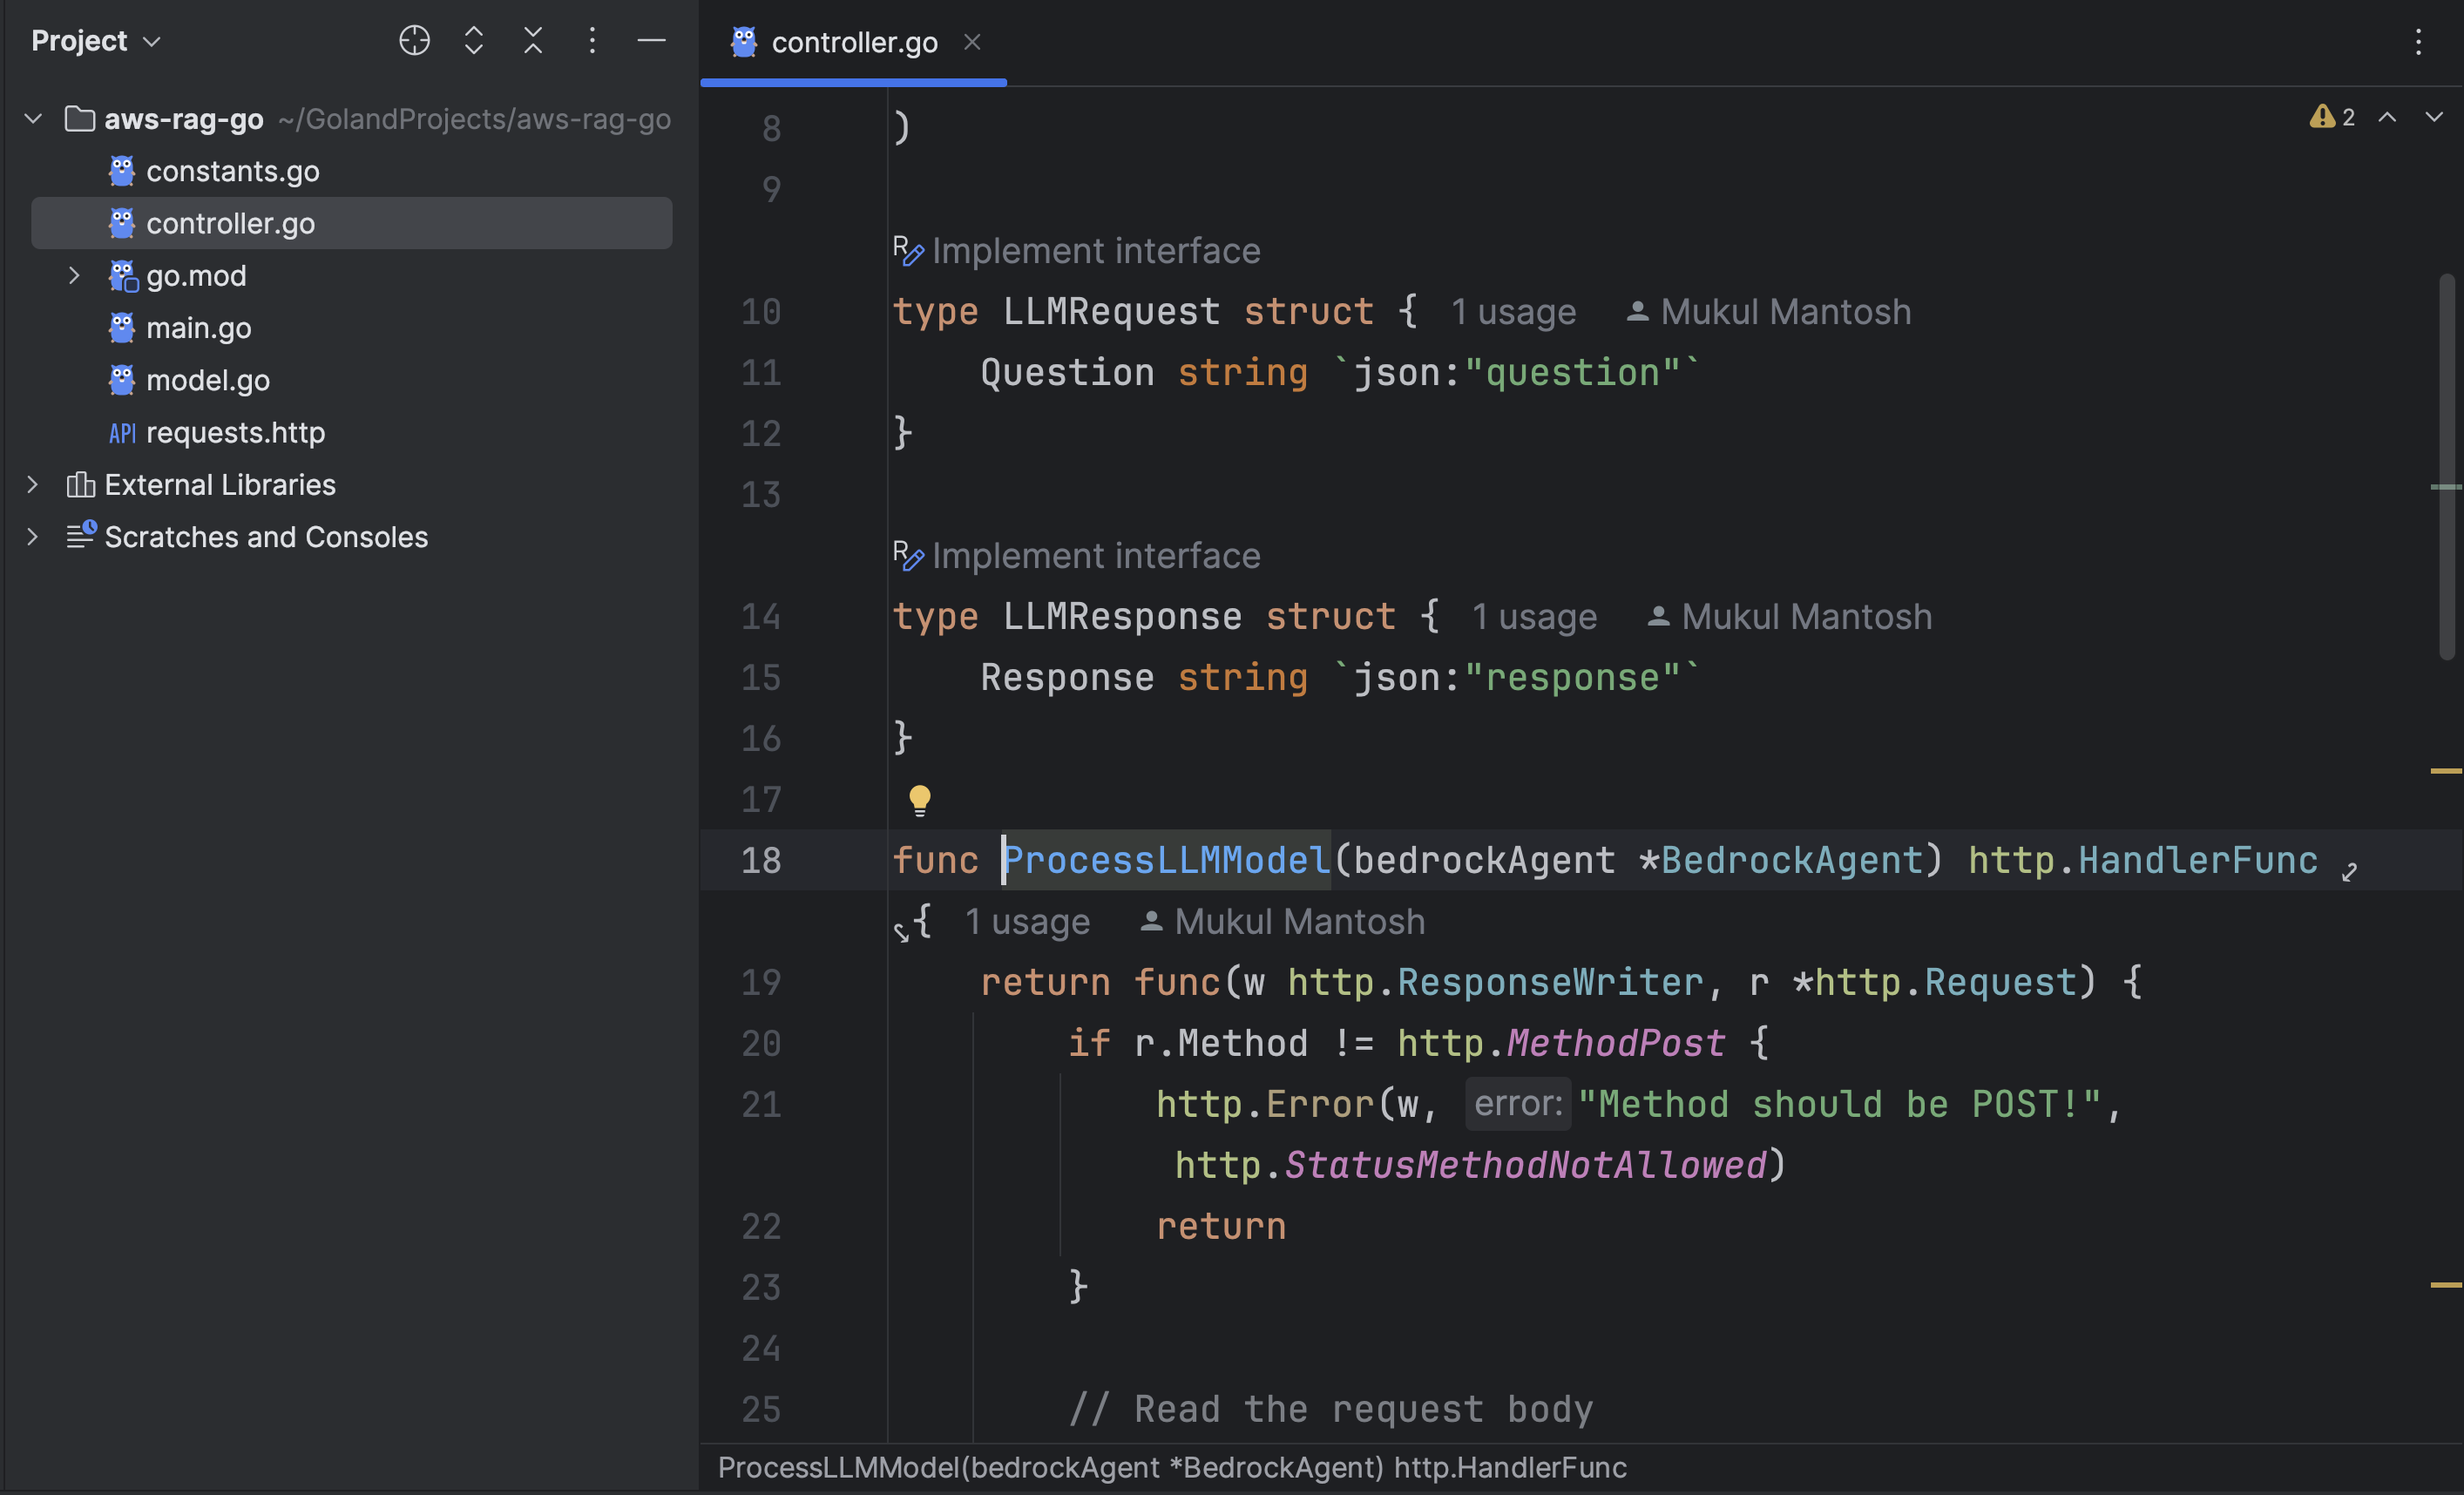 Project
aws-rag-go ~/GolandProjects/aws-rag-go
constants.go
controller.go
go.mod
main.go
model.go
API requests.http
External Libraries
Scratches and Consoles
controller.go
2
8 )
9
Implement interface
10 type LLMRequest struct { 1 usage Mukul Mantosh
11 Question string `json:"question"`
12 }
13
Implement interface
14 type LLMResponse struct { 1 usage Mukul Mantosh
15 Response string `json:"response"`
16 }
17
18 func ProcessLLMModel(bedrockAgent *BedrockAgent) http.HandlerFunc
{ 1 usage Mukul Mantosh
19 return func(w http.ResponseWriter, r *http.Request) {
20 if r.Method != http.MethodPost {
21 http.Error(w, error: "Method should be POST!",
http.StatusMethodNotAllowed)
22 return
23 }
24
25 // Read the request body
ProcessLLMModel(bedrockAgent *BedrockAgent) http.HandlerFunc